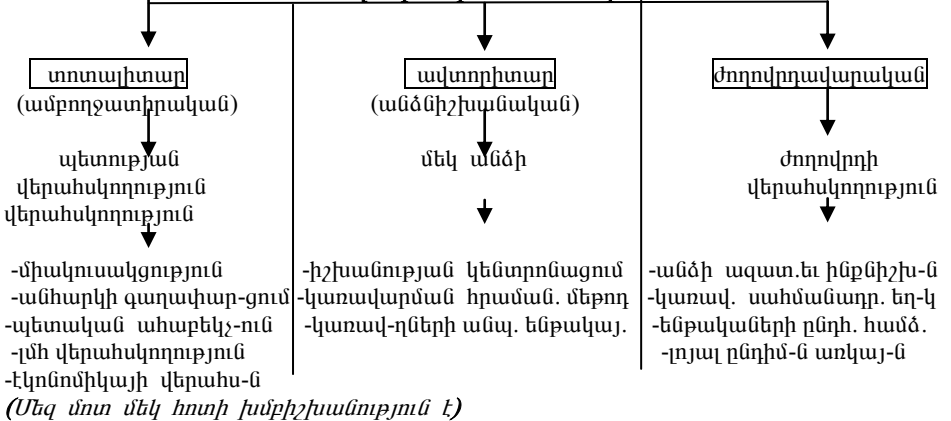 տոտալիտար
(ամբողջատիրական)
պետության
վերահսկողություն
վերահսկողություն
-միակուսակցություն
-անհարկի գաղափար-ցում
-պետական ահաբեկչ-ուն
-լմհ վերահսկողություն
-էկոնոմիկայի վերահս-ն
ավտորիտար
(անձնիշխանական)
մեկ անձի
-իշխանության կենտրոնացում
-կառավարման հրաման. մեթոդ
-կառավ-ղների անպ. ենթակայ.
ժողովրդավարական
ժողովրդի
վերահսկողություն
-անձի ազատ.եւ ինքնիշխ-ն
-կառավ. սահմանադր. եղ-կ
-ենթակաների ընդհ. համձ.
-լոյալ ընդիմ-ն առկայ-ն
(Մեզ մոտ մեկ հոտի խմբիշխանություն է)